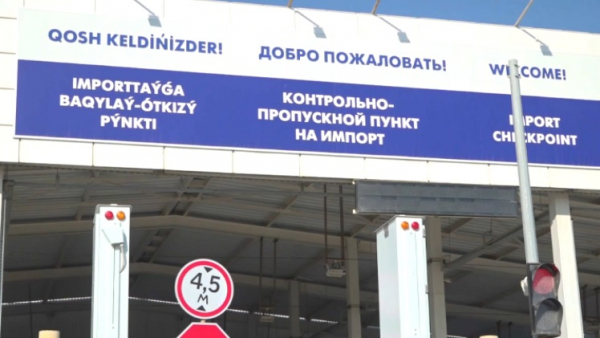 QOSH KELDIŃIZDER!
ДОБРО ПОЖАЛОВАТЬ!
WELCOME!
IMPORTTAÝǴA
BAQYLAÝ-ÓTKIZÝ
PÝNKTI
КОНТРОЛЬНО-
ПРОПУСКНОЙ ПУНКТ
НА ИМПОРТ
IMPORT
CHECKPOINT
4,5
М